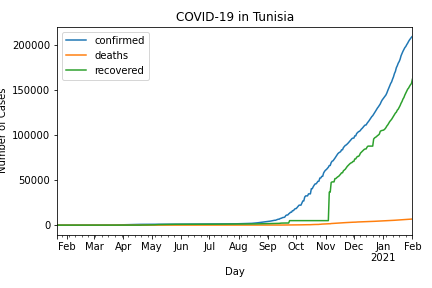 COVID-19 in Tunisia
confirmed
deaths
recovered
200000
150000
100000
50000
0
Number of Cases
Feb Mar Apr May Jun Jul Aug Sep Oct Nov Dec Jan Feb
2021
Day